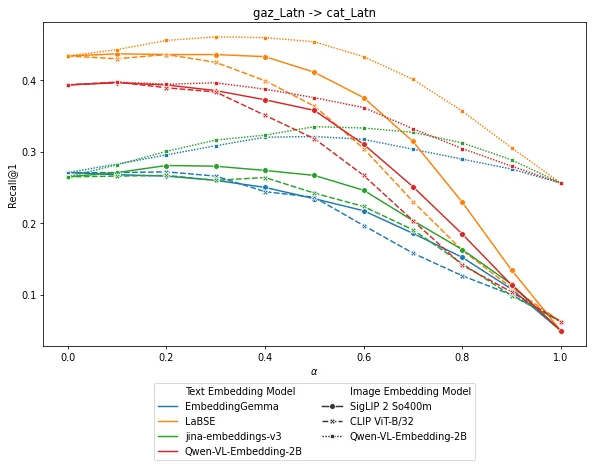 gaz_Latn -> cat_Latn
Recall@1
0.4
0.3
0.2
0.1
0.0 0.2 0.4 0.6 0.8 1.0
α
Text Embedding Model Image Embedding Model
EmbeddingGemma SigLIP 2 So400m
LaBSE CLIP ViT-B/32
jina-embeddings-v3 Qwen-VL-Embedding-2B
Qwen-VL-Embedding-2B